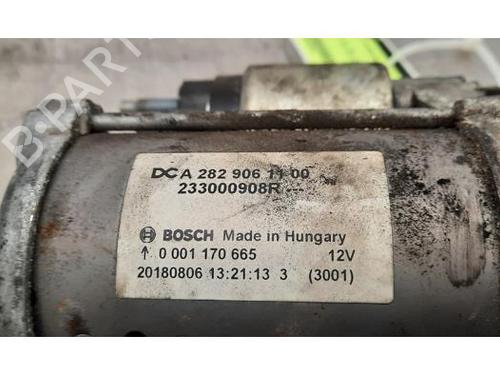 B-PARTS
DC A 282 906 11 00
233000908R ---
BOSCH Made in Hungary
↑ 0 001 170 665 12V
20180806 13:21:13 3 (3001)